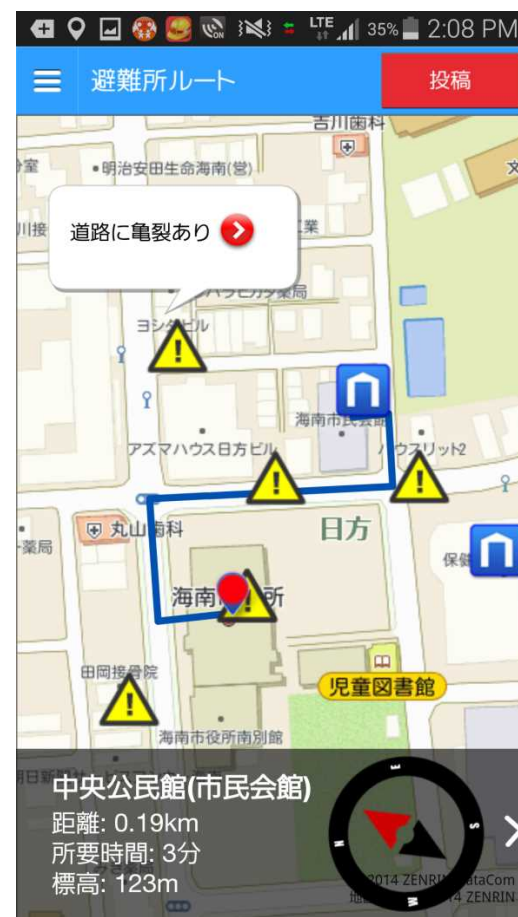 LTE 35% 2:08 PM
避難所ルート 投稿
吉川歯科
•明治安田生命海南(営)
川接
道路に亀裂あり
業
ヨシダビル
海南市民会館
アズマハウス日方ビル
ハウスリット2
丸山歯科
日方
薬局
海南 所
田岡接骨院
児童図書館
海南市役所南別館
中央公民館(市民会館)
距離: 0.19km
所要時間: 3分
標高: 123m
E
N
S
W
2014 ZENRIN DataCom
4 ZENRIN